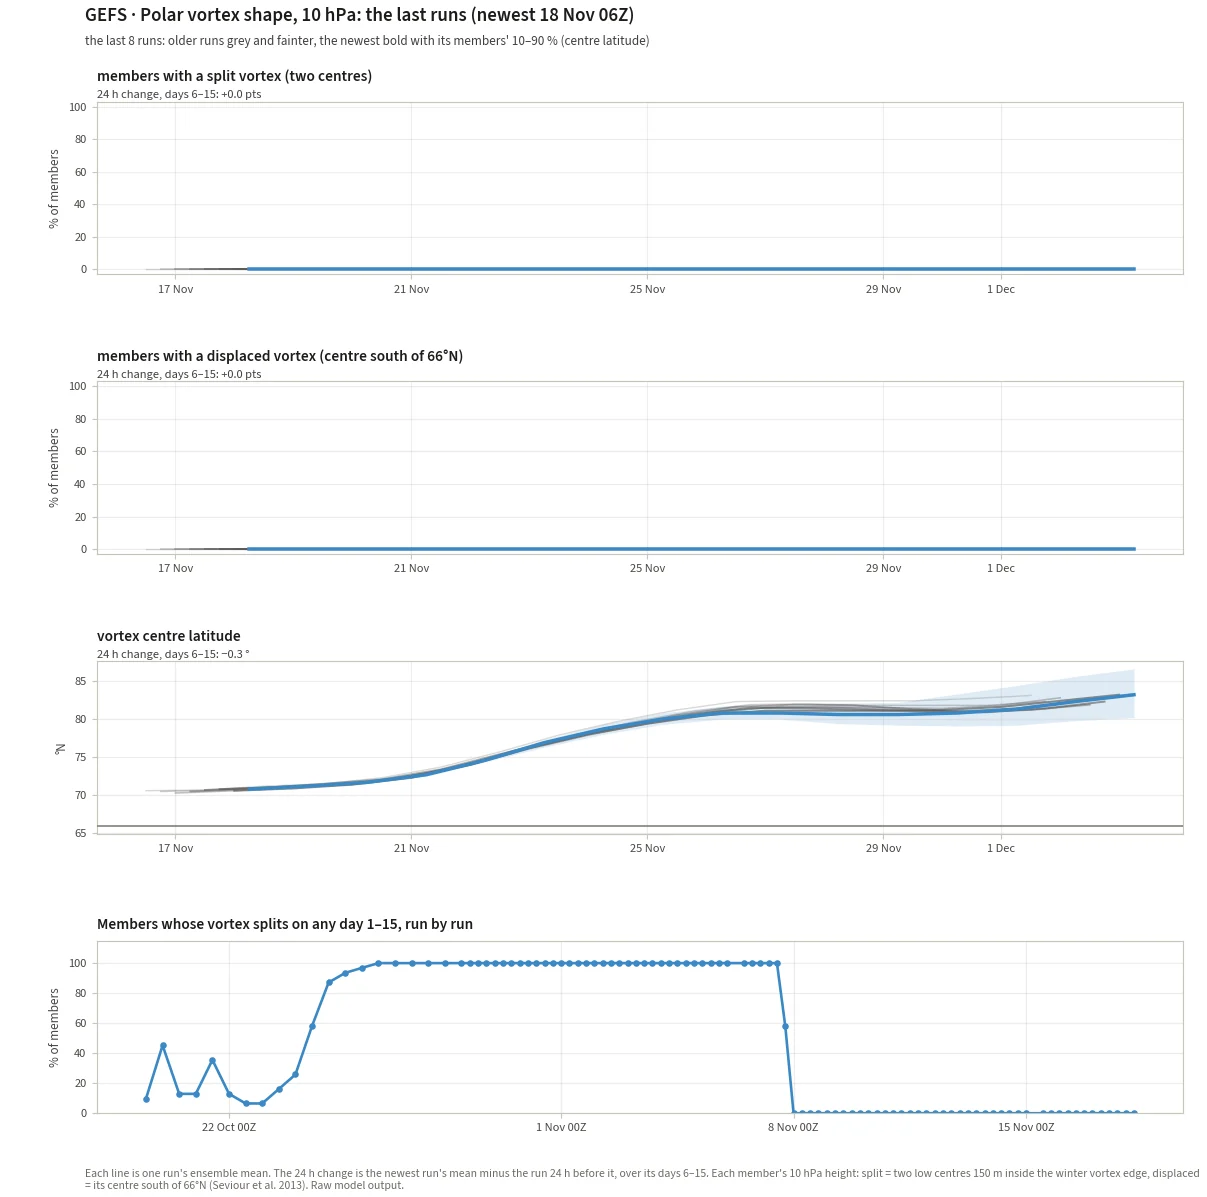 GEFS · Polar vortex shape, 10 hPa: the last runs (newest 18 Nov 06Z)
the last 8 runs: older runs grey and fainter, the newest bold with its members' 10–90 % (centre latitude)
members with a split vortex (two centres)
24 h change, days 6–15: +0.0 pts
% of members
100
80
60
40
20
0
17 Nov 21 Nov 25 Nov 29 Nov 1 Dec
members with a displaced vortex (centre south of 66°N)
24 h change, days 6–15: +0.0 pts
% of members
100
80
60
40
20
0
17 Nov 21 Nov 25 Nov 29 Nov 1 Dec
vortex centre latitude
24 h change, days 6–15: −0.3 °
°N
85
80
75
70
65
17 Nov 21 Nov 25 Nov 29 Nov 1 Dec
Members whose vortex splits on any day 1–15, run by run
% of members
100
80
60
40
20
0
22 Oct 00Z 1 Nov 00Z 8 Nov 00Z 15 Nov 00Z
Each line is one run's ensemble mean. The 24 h change is the newest run's mean minus the run 24 h before it, over its days 6–15. Each member's 10 hPa height: split = two low centres 150 m inside the winter vortex edge, displaced
= its centre south of 66°N (Seviour et al. 2013). Raw model output.